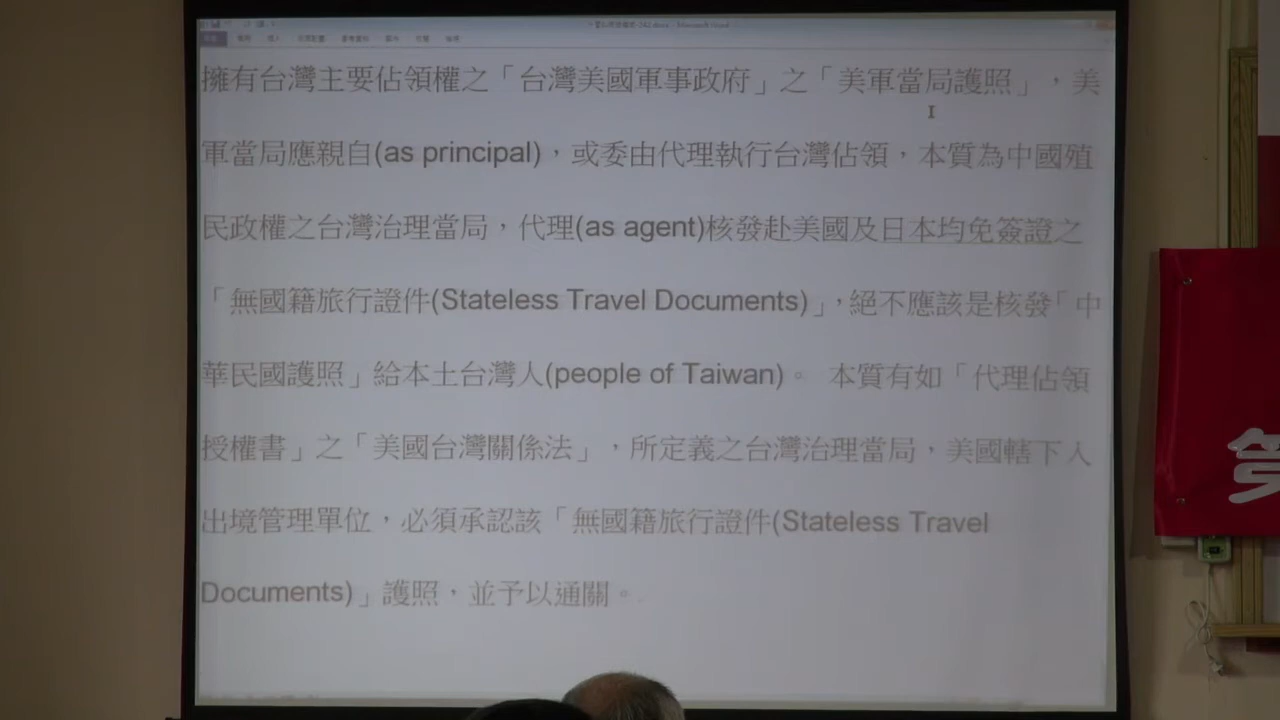 擁有台灣主要佔領權之「台灣美國軍事政府」之「美軍當局護照」，美
軍當局應親自(as principal)，或委由代理執行台灣佔領，本質為中國殖
民政權之台灣治理當局，代理(as agent)核發赴美國及日本均免簽證之
「無國籍旅行證件(Stateless Travel Documents)」，絕不應該是核發「中
華民國護照」給本土台灣人(people of Taiwan)。 本質有如「代理佔領
授權書」之「美國台灣關係法」，所定義之台灣治理當局，美國轄下入
出境管理單位，必須承認該「無國籍旅行證件(Stateless Travel
Documents)」護照，並予以通關。
第